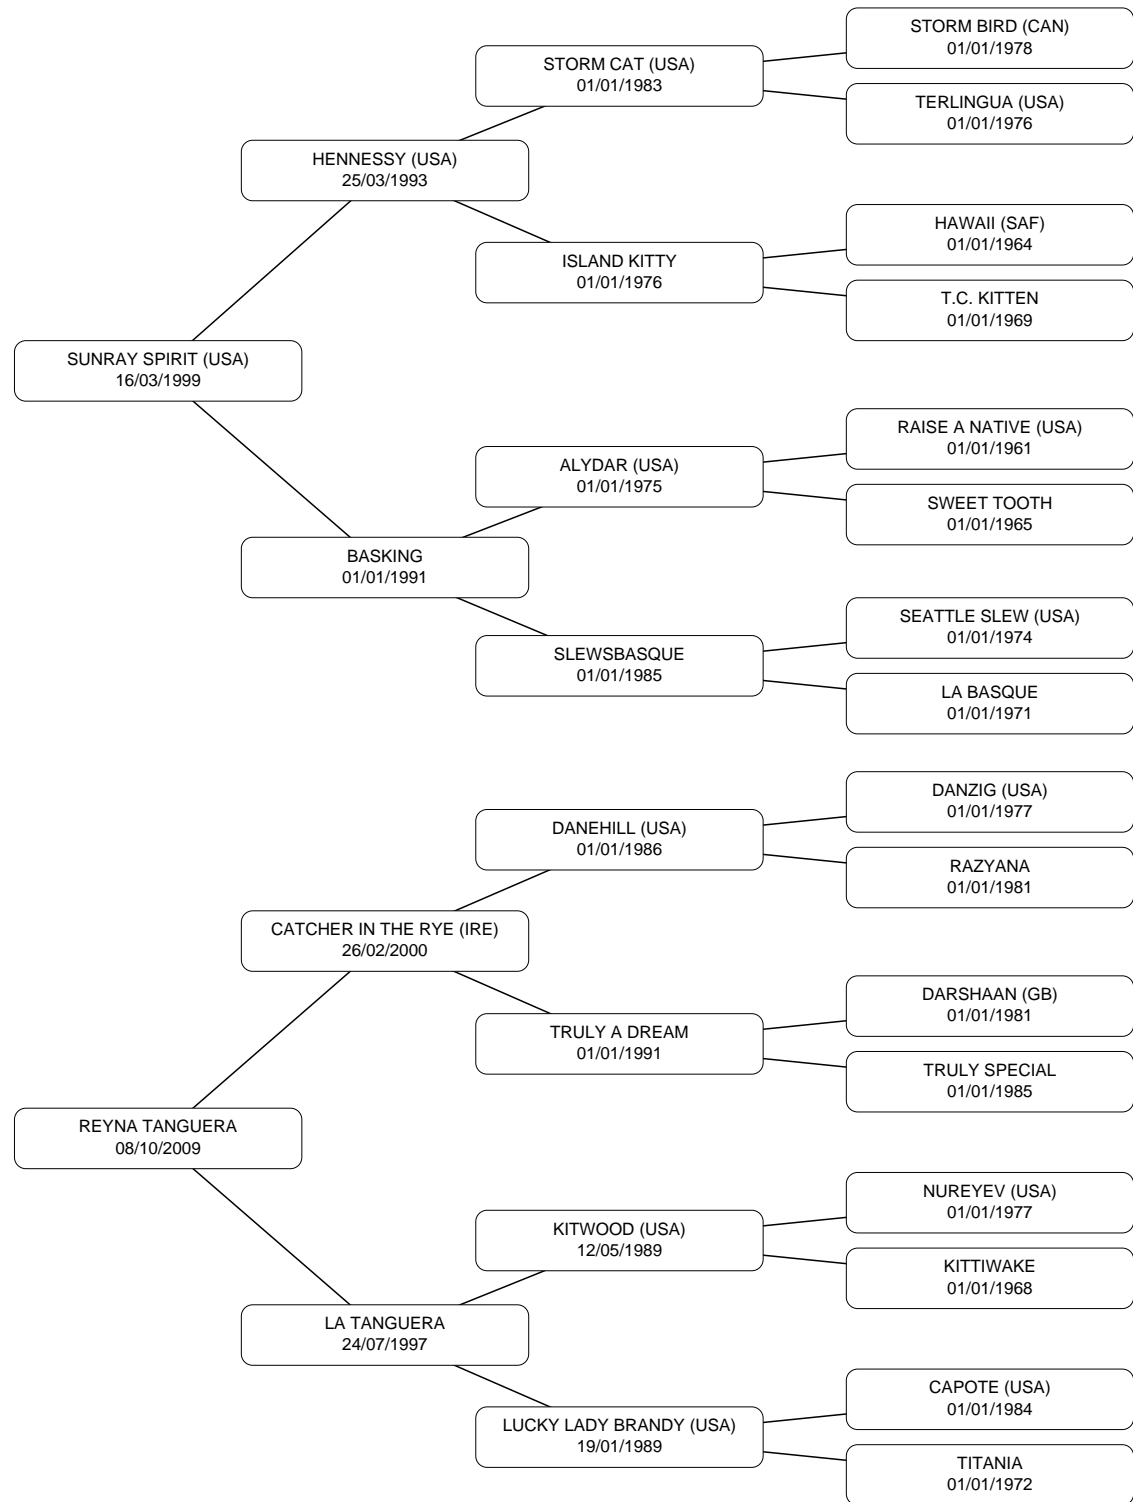 STORM BIRD (CAN)
01/01/1978
STORM CAT (USA)
01/01/1983
TERLINGUA (USA)
01/01/1976
HENNESSY (USA)
25/03/1993
HAWAII (SAF)
01/01/1964
ISLAND KITTY
01/01/1976
T.C. KITTEN
01/01/1969
SUNRAY SPIRIT (USA)
16/03/1999
RAISE A NATIVE (USA)
01/01/1961
ALYDAR (USA)
01/01/1975
SWEET TOOTH
01/01/1965
BASKING
01/01/1991
SEATTLE SLEW (USA)
01/01/1974
SLEWSBASQUE
01/01/1985
LA BASQUE
01/01/1971
DANZIG (USA)
01/01/1977
DANEHILL (USA)
01/01/1986
RAZYANA
01/01/1981
CATCHER IN THE RYE (IRE)
26/02/2000
DARSHAAN (GB)
01/01/1981
TRULY A DREAM
01/01/1991
TRULY SPECIAL
01/01/1985
REYNA TANGUERA
08/10/2009
NUREYEV (USA)
01/01/1977
KITWOOD (USA)
12/05/1989
KITTIWAKE
01/01/1968
LA TANGUERA
24/07/1997
CAPOTE (USA)
01/01/1984
LUCKY LADY BRANDY (USA)
19/01/1989
TITANIA
01/01/1972